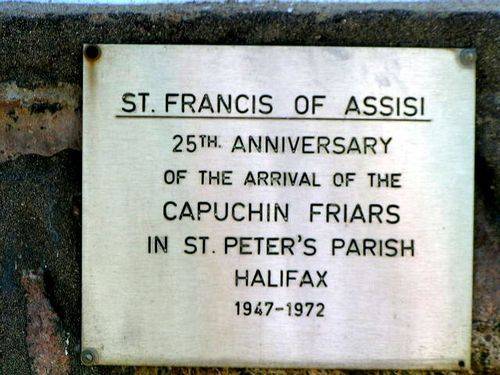 ST. FRANCIS OF ASSISI
25TH. ANNIVERSARY
OF THE ARRIVAL OF THE
CAPUCHIN FRIARS
IN ST. PETER'S PARISH
HALIFAX
1947-1972